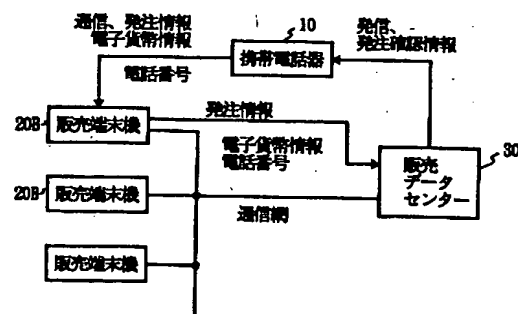 通信、発注情報
電子貨幣情報
10
携帯電話器
発信、
発注確認情報
電話番号
20B
販売端末機
発注情報
電子貨幣情報
電話番号
販売
データ
センター
30
20B
販売端末機
通信網
販売端末機